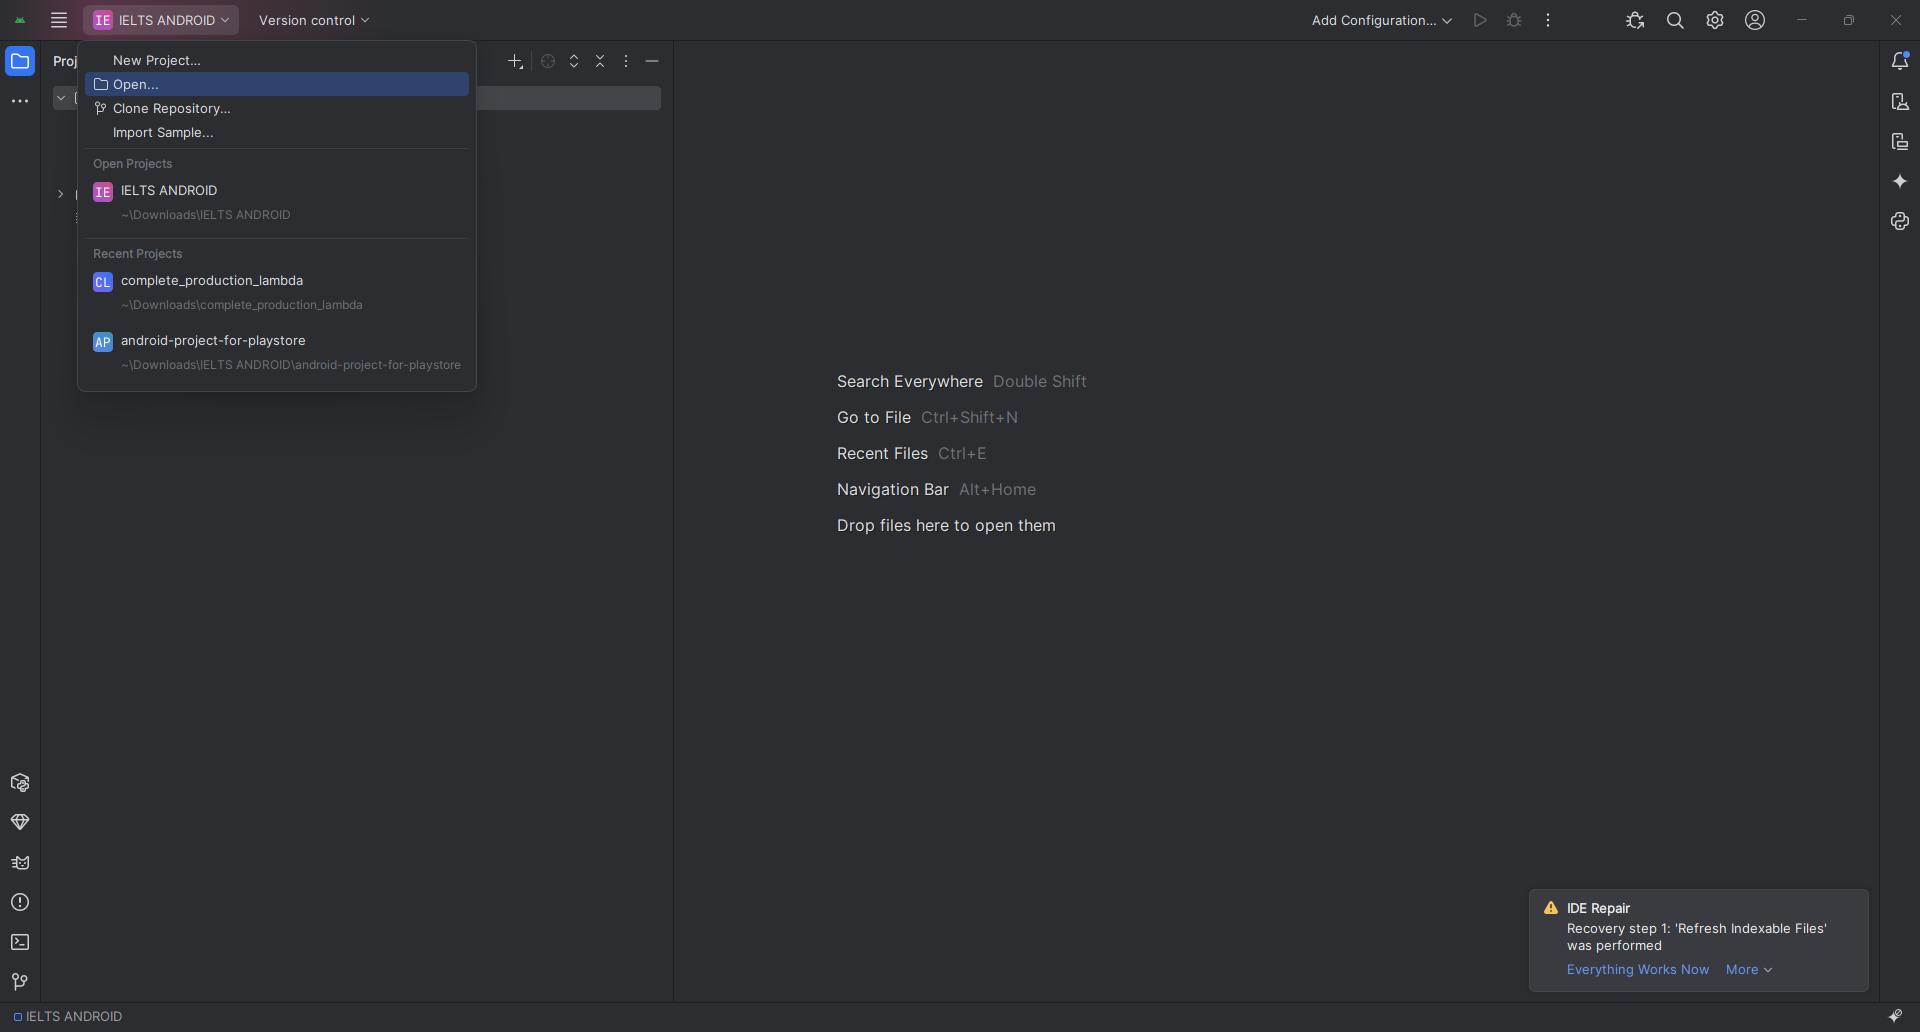 IE IELTS ANDROID
Version control
Add Configuration...
Proj
New Project...
Open...
Clone Repository...
Import Sample...
Open Projects
IE IELTS ANDROID
~\Downloads\IELTS ANDROID
Recent Projects
CL complete_production_lambda
~\Downloads\complete_production_lambda
AP android-project-for-playstore
~\Downloads\IELTS ANDROID\android-project-for-playstore
Search Everywhere Double Shift
Go to File Ctrl+Shift+N
Recent Files Ctrl+E
Navigation Bar Alt+Home
Drop files here to open them
IDE Repair
Recovery step 1: 'Refresh Indexable Files'
was performed
Everything Works Now More
IELTS ANDROID